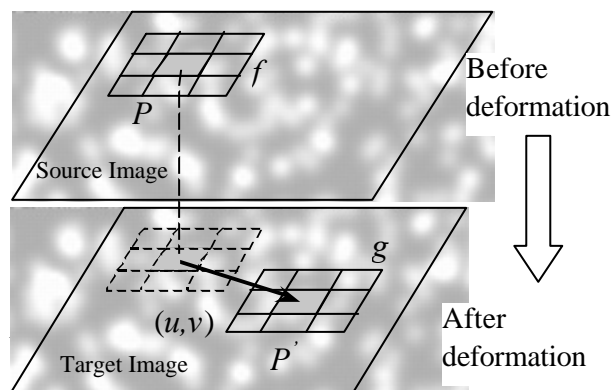 f
P
Before
deformation
Source Image
g
(u,v)
P'
After
deformation
Target Image